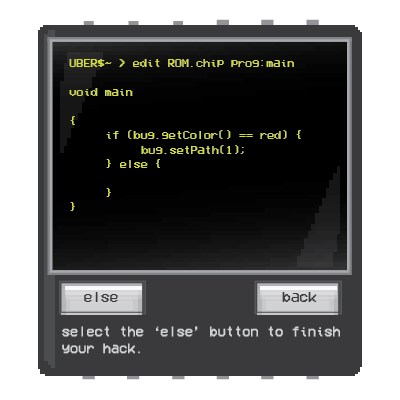 UBER$~ > edit ROM.chip Prog:main
void main
{
if (bug.getColor() == red) {
bug.setPath(1);
} else {
}
}
else
back
select the ‘else’ button to finish
your hack.